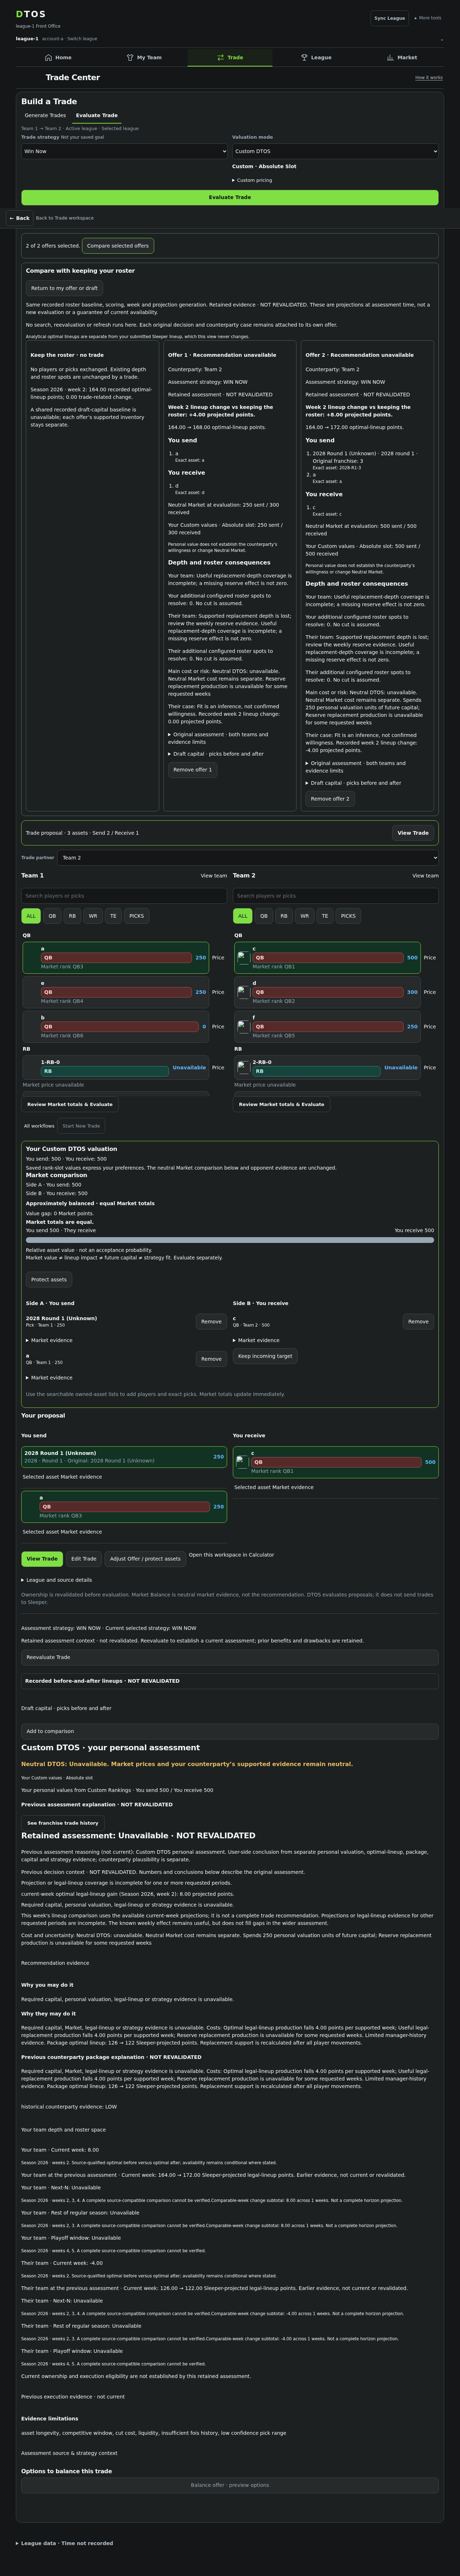 DTOS
league-1 Front Office
Sync League
More tools
league-1 account-a · Switch league
Home
My Team
Trade
League
Market
Trade Center
How it works
Build a Trade
Generate Trades
Evaluate Trade
Team 1 → Team 2 · Active league · Selected league
Trade strategy Not your saved goal
Win Now
Valuation mode
Custom DTOS
Custom · Absolute Slot
Custom pricing
Evaluate Trade
← Back
Back to Trade workspace
2 of 2 offers selected.
Compare selected offers
Compare with keeping your roster
Return to my offer or draft
Same recorded roster baseline, scoring, week and projection generation. Retained evidence · NOT REVALIDATED. These are projections at assessment time, not a new evaluation or a guarantee of current availability.
No search, reevaluation or refresh runs here. Each original decision and counterparty case remains attached to its own offer.
Analytical optimal lineups are separate from your submitted Sleeper lineup, which this view never changes.
Keep the roster · no trade
No players or picks exchanged. Existing depth and roster spots are unchanged by a trade.
Season 2026 · week 2: 164.00 recorded optimal-lineup points; 0.00 trade-related change.
A shared recorded draft-capital baseline is unavailable; each offer's supported inventory stays separate.
Offer 1 · Recommendation unavailable
Counterparty: Team 2
Assessment strategy: WIN NOW
Retained assessment · NOT REVALIDATED
Week 2 lineup change vs keeping the roster: +4.00 projected points.
164.00 → 168.00 optimal-lineup points.
You send
1. a
Exact asset: a
You receive
1. d
Exact asset: d
Neutral Market at evaluation: 250 sent / 300 received
Your Custom values · Absolute slot: 250 sent / 300 received
Personal value does not establish the counterparty's willingness or change Neutral Market.
Depth and roster consequences
Your team: Useful replacement-depth coverage is incomplete; a missing reserve effect is not zero.
Your additional configured roster spots to resolve: 0. No cut is assumed.
Their team: Supported replacement depth is lost; review the weekly reserve evidence. Useful replacement-depth coverage is incomplete; a missing reserve effect is not zero.
Their additional configured roster spots to resolve: 0. No cut is assumed.
Main cost or risk: Neutral DTOS: unavailable. Neutral Market cost remains separate. Reserve replacement production is unavailable for some requested weeks
Their case: Fit is an inference, not confirmed willingness. Recorded week 2 lineup change: 0.00 projected points.
Original assessment · both teams and evidence limits
Draft capital · picks before and after
Remove offer 1
Offer 2 · Recommendation unavailable
Counterparty: Team 2
Assessment strategy: WIN NOW
Retained assessment · NOT REVALIDATED
Week 2 lineup change vs keeping the roster: +8.00 projected points.
164.00 → 172.00 optimal-lineup points.
You send
1. 2028 Round 1 (Unknown) · 2028 round 1 · Original franchise: 3
Exact asset: 2028-R1-3
2. a
Exact asset: a
You receive
1. c
Exact asset: c
Neutral Market at evaluation: 500 sent / 500 received
Your Custom values · Absolute slot: 500 sent / 500 received
Personal value does not establish the counterparty's willingness or change Neutral Market.
Depth and roster consequences
Your team: Useful replacement-depth coverage is incomplete; a missing reserve effect is not zero.
Your additional configured roster spots to resolve: 0. No cut is assumed.
Their team: Supported replacement depth is lost; review the weekly reserve evidence. Useful replacement-depth coverage is incomplete; a missing reserve effect is not zero.
Their additional configured roster spots to resolve: 0. No cut is assumed.
Main cost or risk: Neutral DTOS: unavailable. Neutral Market cost remains separate. Spends 250 personal valuation units of future capital, Reserve replacement production is unavailable for some requested weeks
Their case: Fit is an inference, not confirmed willingness. Recorded week 2 lineup change: -4.00 projected points.
Original assessment · both teams and evidence limits
Draft capital · picks before and after
Remove offer 2
Trade proposal · 3 assets · Send 2 / Receive 1
View Trade
Trade partner
Team 2
Team 1
View team
Search players or picks
ALL QB RB WR TE PICKS
QB
a
QB 250 Price
Market rank QB3
e
QB 250 Price
Market rank QB4
b
QB 0 Price
Market rank QB6
RB
1-RB-0
RB Unavailable Price
Market price unavailable
Review Market totals & Evaluate
Team 2
View team
Search players or picks
ALL QB RB WR TE PICKS
QB
c
QB 500 Price
Market rank QB1
d
QB 300 Price
Market rank QB2
f
QB 250 Price
Market rank QB5
RB
2-RB-0
RB Unavailable Price
Market price unavailable
Review Market totals & Evaluate
All workflows
Start New Trade
Your Custom DTOS valuation
You send: 500 · You receive: 500
Saved rank-slot values express your preferences. The neutral Market comparison below and opponent evidence are unchanged.
Market comparison
Side A · You send: 500
Side B · You receive: 500
Approximately balanced · equal Market totals
Value gap: 0 Market points.
Market totals are equal.
You send 500 · They receive
You receive 500
Relative asset value · not an acceptance probability.
Market value ≠ lineup impact ≠ future capital ≠ strategy fit. Evaluate separately.
Protect assets
Side A · You send
2028 Round 1 (Unknown)
Pick · Team 1 · 250
Remove
Market evidence
a
QB · Team 1 · 250
Remove
Market evidence
Side B · You receive
c
QB · Team 2 · 500
Remove
Market evidence
Keep incoming target
Use the searchable owned-asset lists to add players and exact picks. Market totals update immediately.
Your proposal
You send
2028 Round 1 (Unknown)
2028 · Round 1 · Original: 2028 Round 1 (Unknown)
250
Selected asset Market evidence
a
QB 250
Market rank QB3
Selected asset Market evidence
You receive
c
QB 500
Market rank QB1
Selected asset Market evidence
View Trade
Edit Trade
Adjust Offer / protect assets
Open this workspace in Calculator
League and source details
Ownership is revalidated before evaluation. Market Balance is neutral market evidence, not the recommendation. DTOS evaluates proposals; it does not send trades to Sleeper.
Assessment strategy: WIN NOW · Current selected strategy: WIN NOW
Retained assessment context · not revalidated. Reevaluate to establish a current assessment; prior benefits and drawbacks are retained.
Reevaluate Trade
Recorded before-and-after lineups · NOT REVALIDATED
Draft capital · picks before and after
Add to comparison
Custom DTOS · your personal assessment
Neutral DTOS: Unavailable. Market prices and your counterparty's supported evidence remain neutral.
Your Custom values · Absolute slot
Your personal values from Custom Rankings · You send 500 / You receive 500
Previous assessment explanation · NOT REVALIDATED
See franchise trade history
Retained assessment: Unavailable · NOT REVALIDATED
Previous assessment reasoning (not current): Custom DTOS personal assessment. User-side conclusion from separate personal valuation, optimal-lineup, package, capital and strategy evidence; counterparty plausibility is separate.
Previous decision context · NOT REVALIDATED. Numbers and conclusions below describe the original assessment.
Projection or legal-lineup coverage is incomplete for one or more requested periods.
current-week optimal legal-lineup gain (Season 2026, week 2): 8.00 projected points.
Required capital, personal valuation, legal-lineup or strategy evidence is unavailable.
This week's lineup comparison uses the available current-week projections; it is not a complete trade recommendation. Projections or legal-lineup evidence for other requested periods are incomplete. The known weekly effect remains useful, but does not fill gaps in the wider assessment.
Cost and uncertainty: Neutral DTOS: unavailable. Neutral Market cost remains separate. Spends 250 personal valuation units of future capital; Reserve replacement production is unavailable for some requested weeks
Recommendation evidence
Why you may do it
Required capital, personal valuation, legal-lineup or strategy evidence is unavailable.
Why they may do it
Required capital, Market, legal-lineup or strategy evidence is unavailable. Costs: Optimal legal-lineup production falls 4.00 points per supported week; Useful legal-replacement production falls 4.00 points per supported week; Reserve replacement production is unavailable for some requested weeks. Limited manager-history evidence. Package optimal lineup: 126 → 122 Sleeper-projected points. Replacement support is recalculated after all player movements.
Previous counterparty package explanation · NOT REVALIDATED
Required capital, Market, legal-lineup or strategy evidence is unavailable. Costs: Optimal legal-lineup production falls 4.00 points per supported week; Useful legal-replacement production falls 4.00 points per supported week; Reserve replacement production is unavailable for some requested weeks. Limited manager-history evidence. Package optimal lineup: 126 → 122 Sleeper-projected points. Replacement support is recalculated after all player movements.
historical counterparty evidence: LOW
Your team depth and roster space
Your team · Current week: 8.00
Season 2026 · weeks 2. Source-qualified optimal before versus optimal after; availability remains conditional where stated.
Your team at the previous assessment · Current week: 164.00 → 172.00 Sleeper-projected legal-lineup points. Earlier evidence, not current or revalidated.
Your team · Next-N: Unavailable
Season 2026 · weeks 2, 3, 4. A complete source-compatible comparison cannot be verified.Comparable-week change subtotal: 8.00 across 1 weeks. Not a complete horizon projection.
Your team · Rest of regular season: Unavailable
Season 2026 · weeks 2, 3. A complete source-compatible comparison cannot be verified.Comparable-week change subtotal: 8.00 across 1 weeks. Not a complete horizon projection.
Your team · Playoff window: Unavailable
Season 2026 · weeks 4, 5. A complete source-compatible comparison cannot be verified.
Their team · Current week: -4.00
Season 2026 · weeks 2. Source-qualified optimal before versus optimal after; availability remains conditional where stated.
Their team at the previous assessment · Current week: 126.00 → 122.00 Sleeper-projected legal-lineup points. Earlier evidence, not current or revalidated.
Their team · Next-N: Unavailable
Season 2026 · weeks 2, 3, 4. A complete source-compatible comparison cannot be verified.Comparable-week change subtotal: -4.00 across 1 weeks. Not a complete horizon projection.
Their team · Rest of regular season: Unavailable
Season 2026 · weeks 2, 3. A complete source-compatible comparison cannot be verified.Comparable-week change subtotal: -4.00 across 1 weeks. Not a complete horizon projection.
Their team · Playoff window: Unavailable
Season 2026 · weeks 4, 5. A complete source-compatible comparison cannot be verified.
Current ownership and execution eligibility are not established by this retained assessment.
Previous execution evidence · not current
Evidence limitations
asset longevity, competitive window, cut cost, liquidity, insufficient fois history, low confidence pick range
Assessment source & strategy context
Options to balance this trade
Balance offer · preview options
League data · Time not recorded